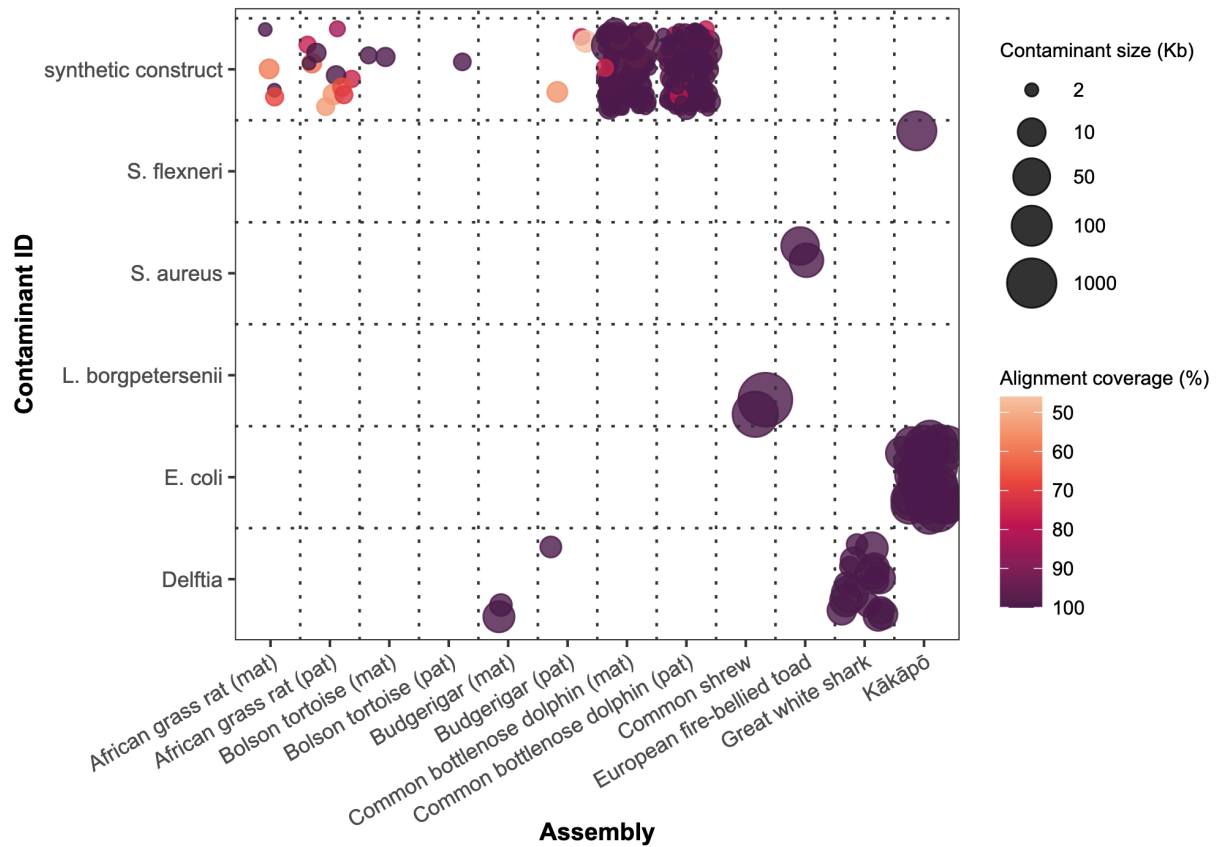 Contaminant ID
synthetic construct
S. flexneri
S. aureus
L. borgpetersenii
E. coli
Delftia
African grass rat (mat)
African grass rat (pat)
Bolson tortoise (mat)
Bolson tortoise (pat)
Budgerigar (mat)
Budgerigar (pat)
Common bottlenose dolphin (mat)
Common bottlenose dolphin (pat)
Common shrew
European fire-bellied toad
Great white shark
Kākāpō
Assembly
Contaminant size (Kb)
2
10
50
100
1000
Alignment coverage (%)
50
60
70
80
90
100